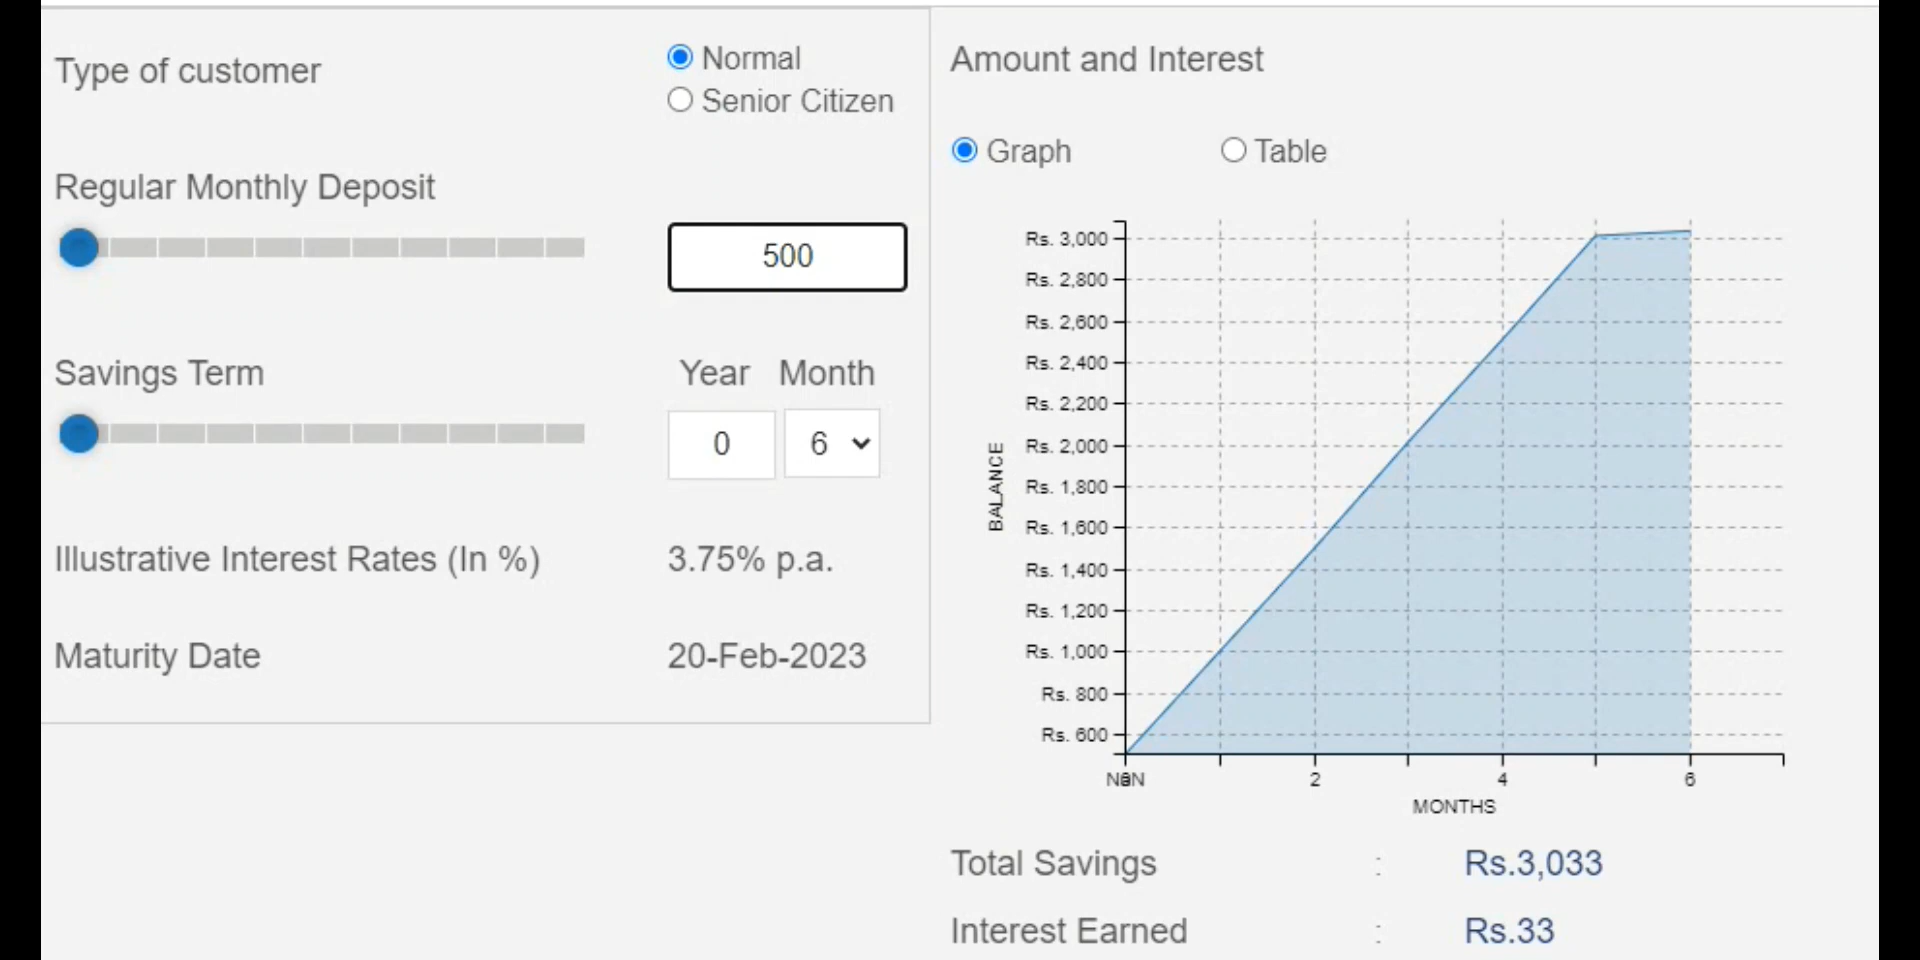 Type of customer
Normal
Senior Citizen
Regular Monthly Deposit
500
Savings Term
Year Month
0 6
Illustrative Interest Rates (In %)
3.75% p.a.
Maturity Date
20-Feb-2023
Amount and Interest
Graph
Table
Rs. 3,000
Rs. 2,800
Rs. 2,600
Rs. 2,400
Rs. 2,200
Rs. 2,000
Rs. 1,800
Rs. 1,600
Rs. 1,400
Rs. 1,200
Rs. 1,000
Rs. 800
Rs. 600
BALANCE
2 4 6
MONTHS
Total Savings : Rs.3,033
Interest Earned : Rs.33